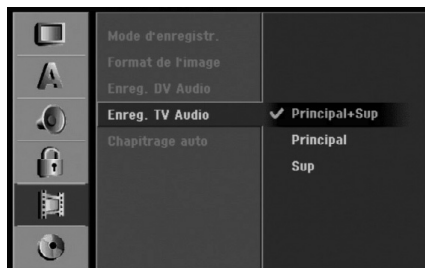 Mode d'enregistr.
Format de l'image
Enreg. DV Audio
Enreg. TV Audio
Chapitrage auto
✔ Principal+Sup
Principal
Sup
A